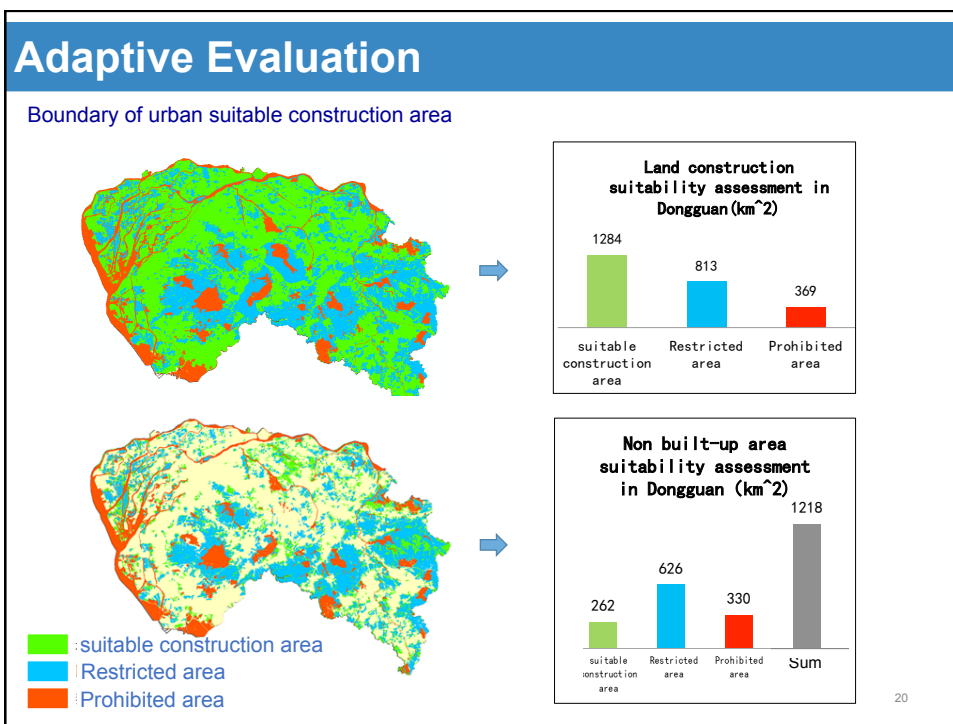 Adaptive Evaluation
Boundary of urban suitable construction area
Land construction
suitability assessment in
Dongguan(km^2)
1284
813
369
suitable
construction
area
Restricted
area
Prohibited
area
Non built-up area
suitability assessment
in Dongguan (km^2)
1218
626
330
262
suitable
onstruction
area
Restricted
area
Prohibited
area
Sum
suitable construction area
Restricted area
Prohibited area
20